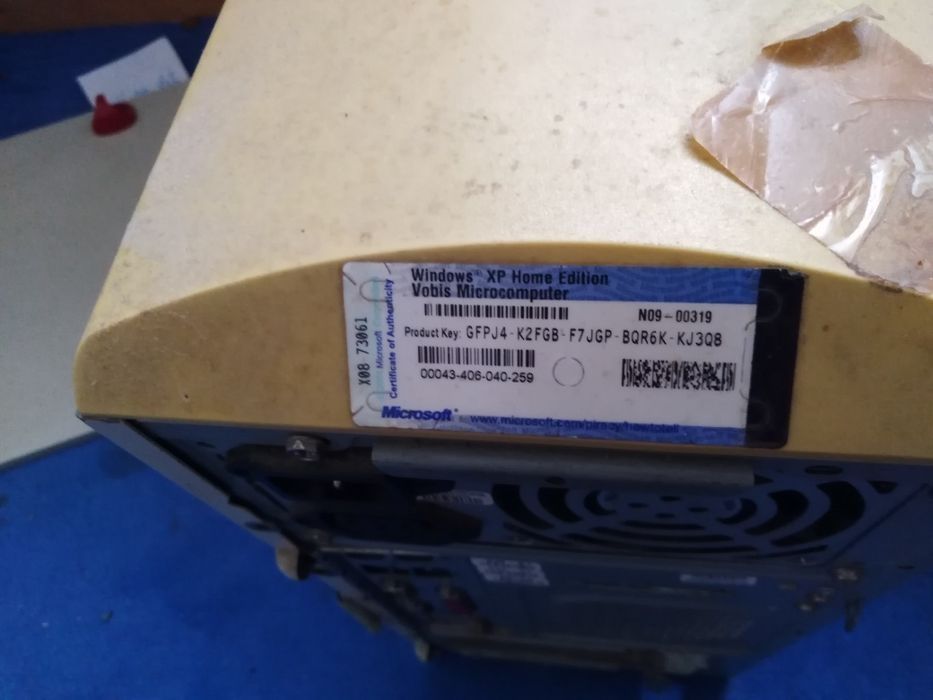 Windows® XP Home Edition
Vobis Microcomputer
N09-00319
Product Key: GFPJ4-K2FGB-F7JGP-BQR6K-KJ3Q8
00043-406-040-259
Microsoft® www.microsoft.com/piracy/howtotell
X08 73061
Microsoft
Certificate of Authenticity